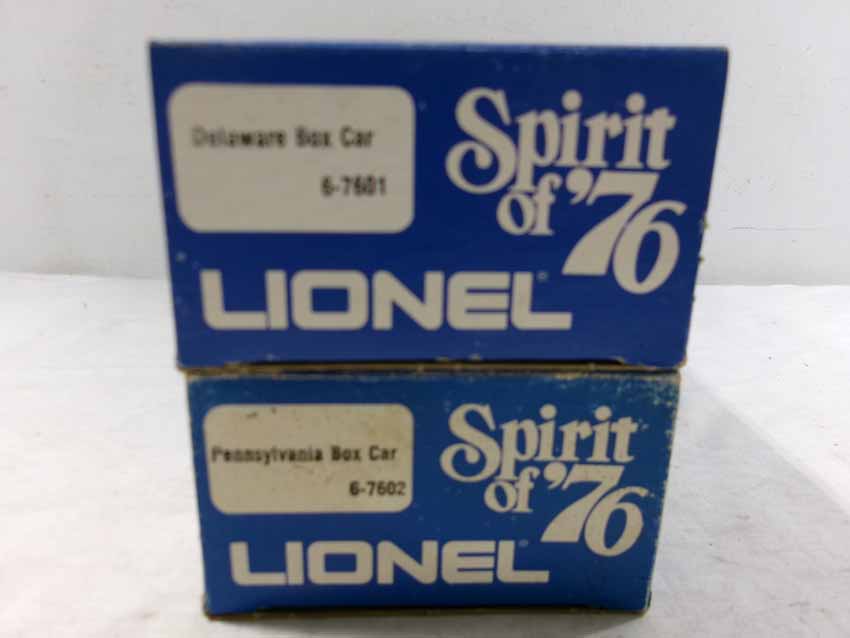 Delaware Box Car
6-7601
Spirit
of '76
LIONEL
Pennsylvania Box Car
6-7602
Spirit
of '76
LIONEL